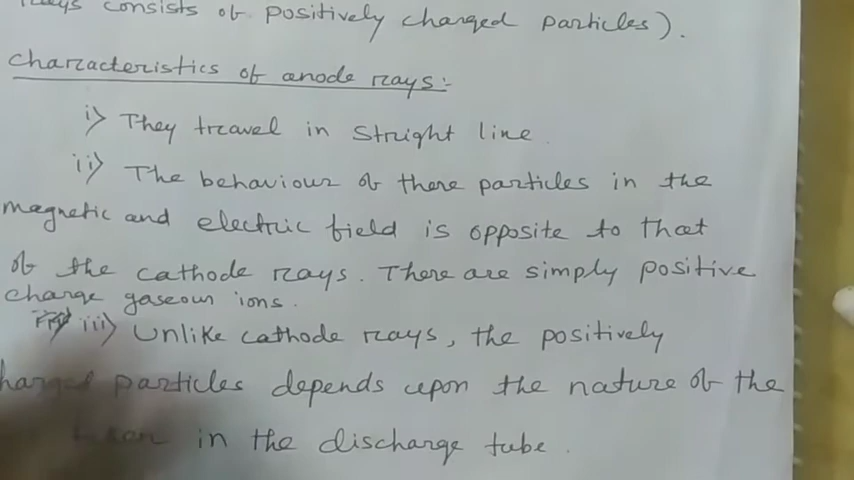 consists of positively charged particles).
Characteristics of anode rays:-
i) They travel in Stright line.
ii) The behaviour of there particles in the
magnetic and electric field is opposite to that
of the cathode rays. There are simply positive
charge gaseous ions.
iii) Unlike cathode rays, the positively
particles depends upon the nature of the
in the discharge tube.